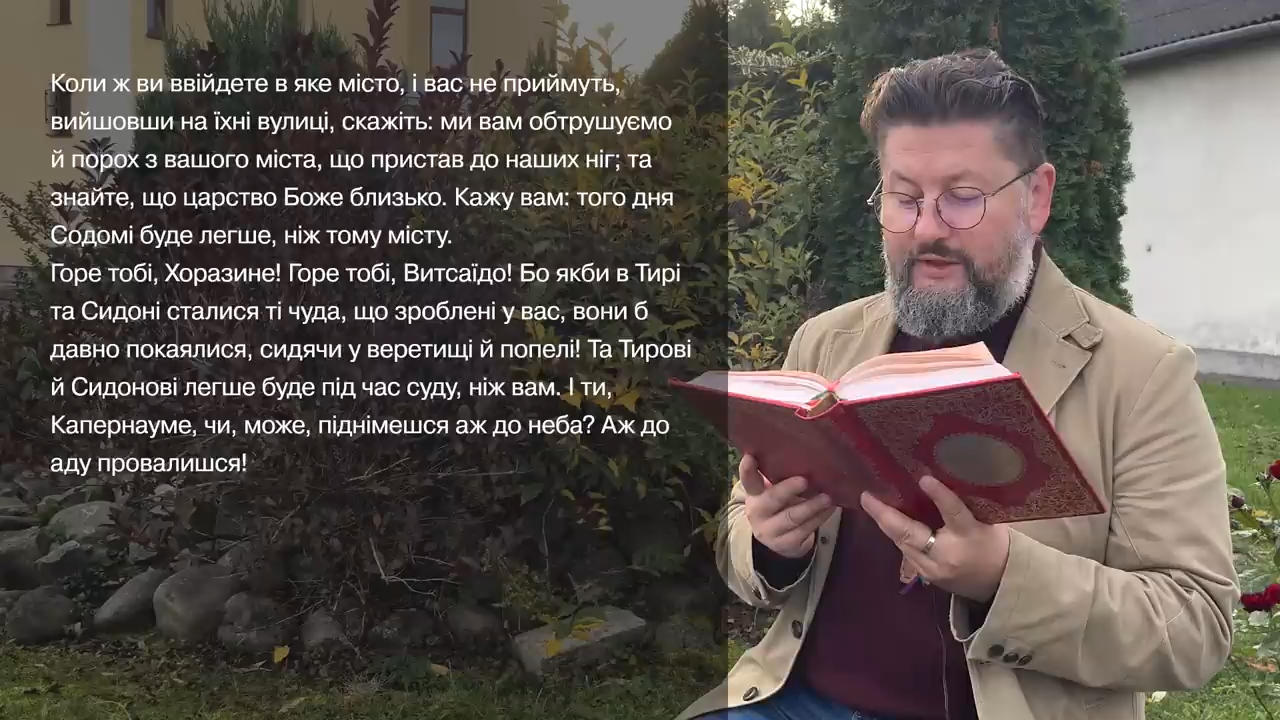 Коли ж ви ввійдете в яке місто, і вас не приймуть,
вийшовши на їхні вулиці, скажіть: ми вам обтрушуємо
й порох з вашого міста, що пристав до наших ніг; та
знайте, що царство Боже близько. Кажу вам: того дня
Содомі буде легше, ніж тому місту.
Горе тобі, Хоразине! Горе тобі, Витсаїдо! Бо якби в Тирі
та Сидоні сталися ті чуда, що зроблені у вас, вони б
давно покаялися, сидячи у веретищі й попелі! Та Тирові
й Сидонові легше буде під час суду, ніж вам. І ти,
Капернауме, чи, може, піднімешся аж до неба? Аж до
аду провалишся!